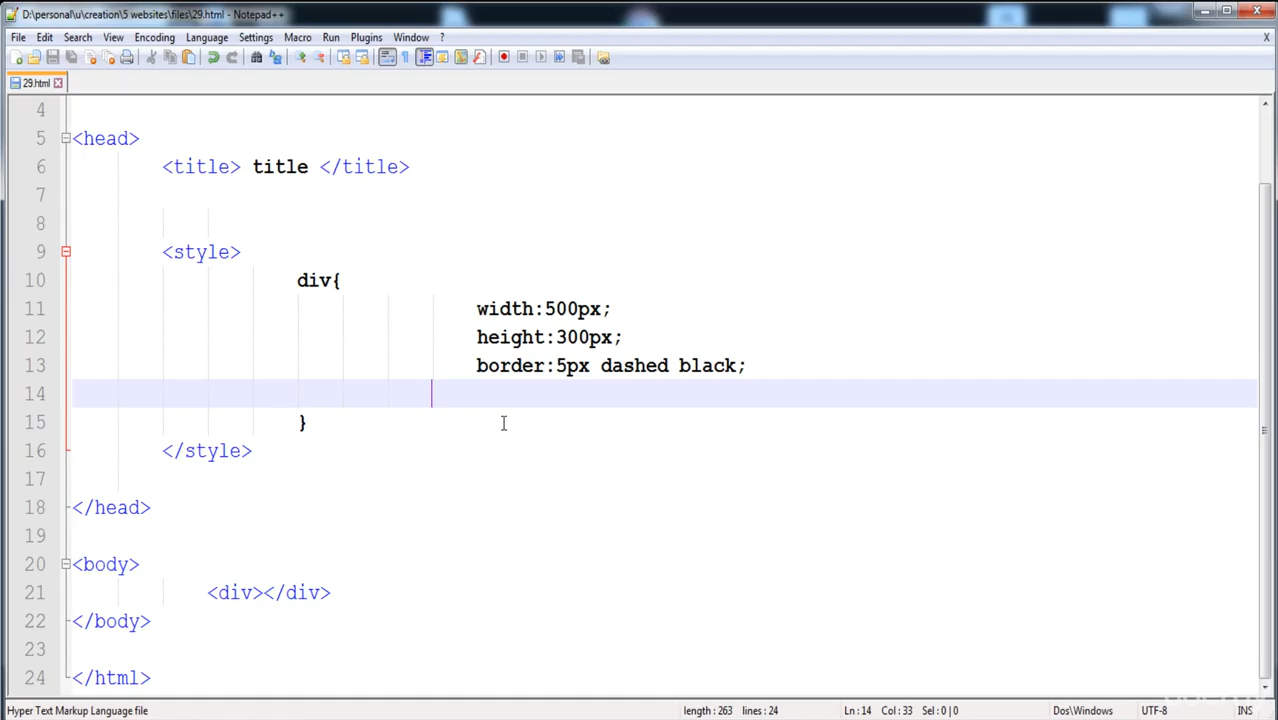 D:\personal\u\creation\5 websites\files\29.html - Notepad++
File Edit Search View Encoding Language Settings Macro Run Plugins Window ? X
29.html
4
5 <head>
6 <title> title </title>
7
8
9 <style>
10 div{
11 width:500px;
12 height:300px;
13 border:5px dashed black;
14
15 }
16 </style>
17
18 </head>
19
20 <body>
21 <div></div>
22 </body>
23
24 </html>
Hyper Text Markup Language file length : 263 lines : 24 Ln : 14 Col : 33 Sel : 0 | 0 Dos\Windows UTF-8 INS